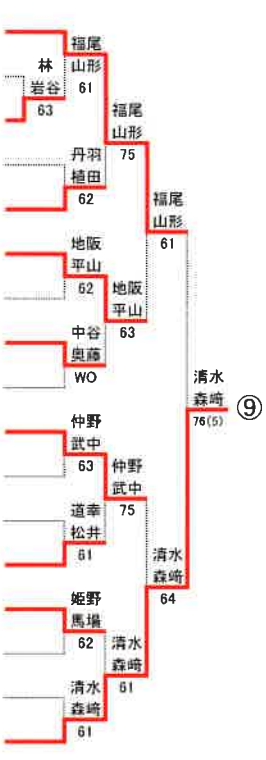 福尾
山形
61
林
岩谷
63
福尾
山形
75
丹羽
植田
62
福尾
山形
61
地阪
平山
62
地阪
平山
63
中谷
奥藤
WO
清水
森崎
76(5)
⑨
仲野
武中
63
仲野
武中
75
道幸
松井
61
清水
森崎
64
姫野
馬場
62
清水
森崎
61
清水
森崎
61